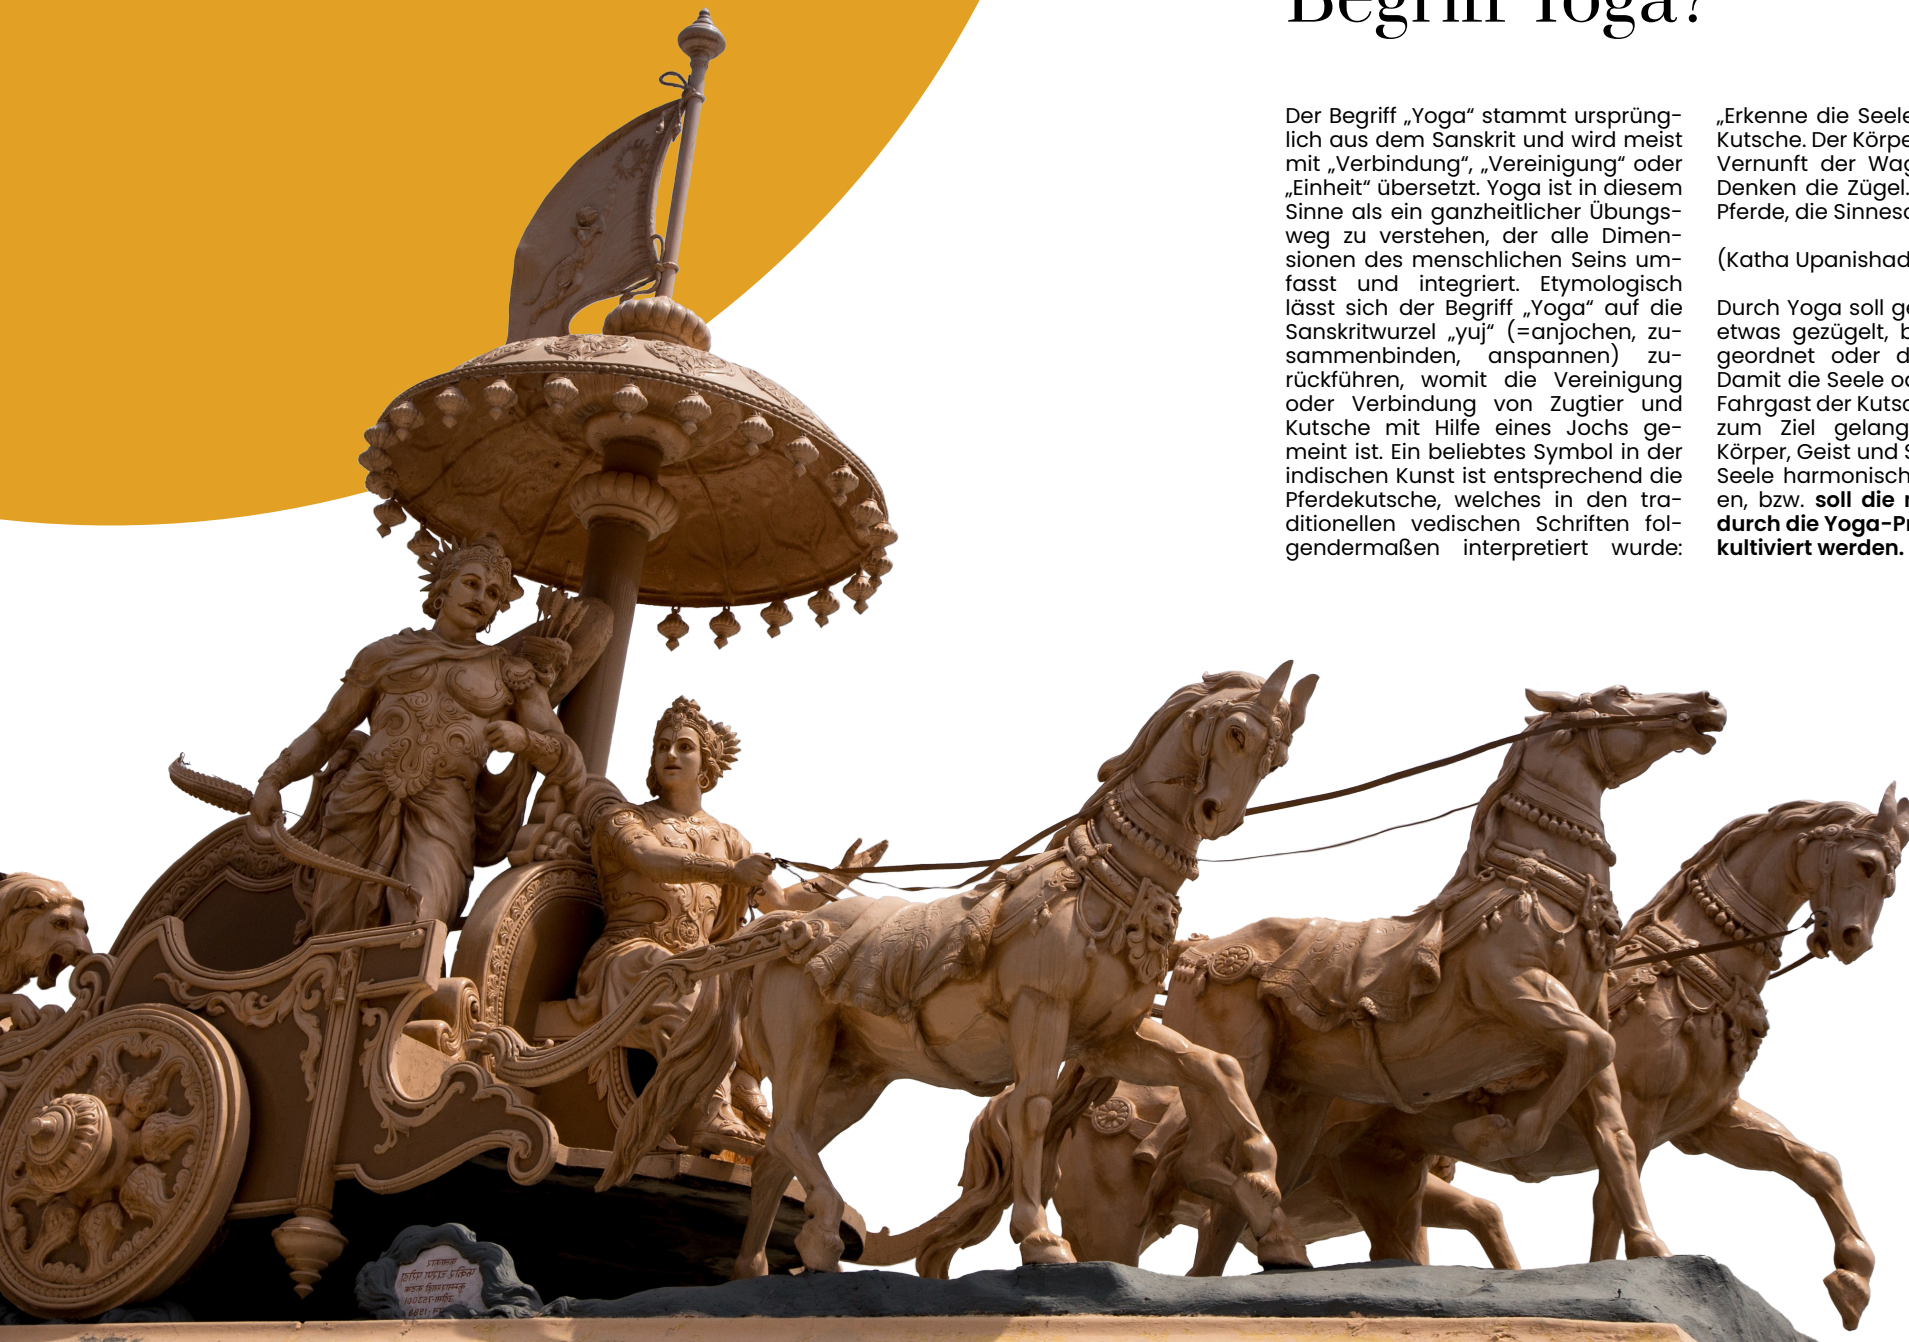 Begriff Yoga?
Der Begriff „Yoga“ stammt ursprüng-
lich aus dem Sanskrit und wird meist
mit „Verbindung“, „Vereinigung“ oder
„Einheit“ übersetzt. Yoga ist in diesem
Sinne als ein ganzheitlicher Übungs-
weg zu verstehen, der alle Dimen-
sionen des menschlichen Seins um-
fasst und integriert. Etymologisch
lässt sich der Begriff „Yoga“ auf die
Sanskritwurzel „yuj“ (=anjochen, zu-
sammenbinden, anspannen) zu-
rückführen, womit die Vereinigung
oder Verbindung von Zugtier und
Kutsche mit Hilfe eines Jochs ge-
meint ist. Ein beliebtes Symbol in der
indischen Kunst ist entsprechend die
Pferdekutsche, welches in den tra-
ditionellen vedischen Schriften fol-
gendermaßen interpretiert wurde:
„Erkenne die Seele
Kutsche. Der Körpe
Vernunft der Wag
Denken die Zügel.
Pferde, die Sinnes
(Katha Upanishad
Durch Yoga soll ge
etwas gezügelt, b
geordnet oder d
Damit die Seele o
Fahrgast der Kuts
zum Ziel gelang
Körper, Geist und S
Seele harmonisch
en, bzw. soll die
durch die Yoga-P
kultiviert werden.